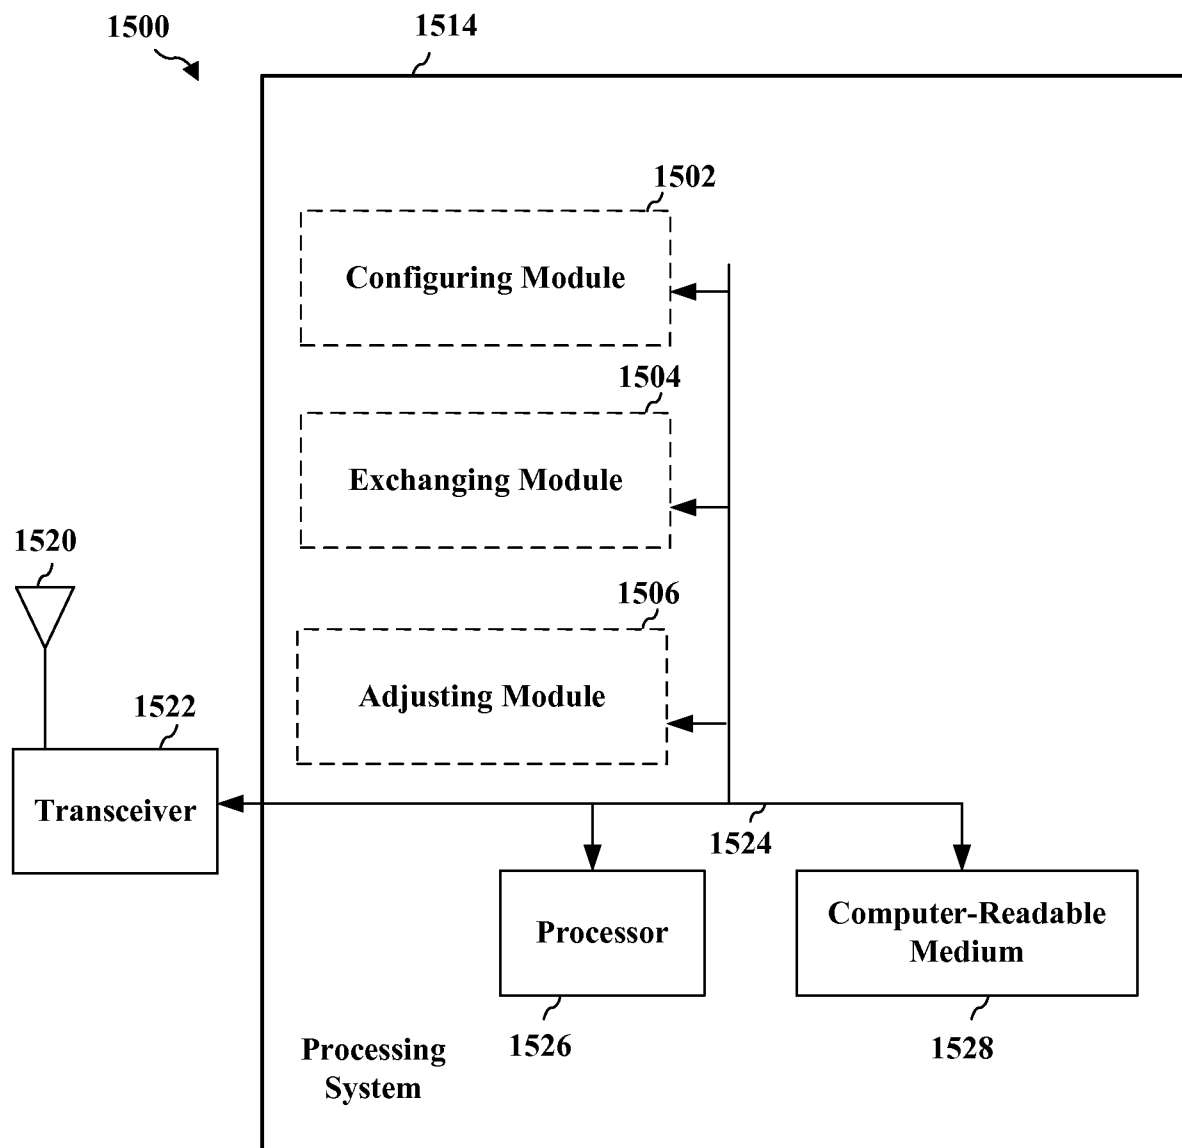 1500
1514
1502
Configuring Module
1504
Exchanging Module
1520
1506
Adjusting Module
1522
Transceiver
1524
Processor
Computer-Readable
Medium
1526
1528
Processing
System